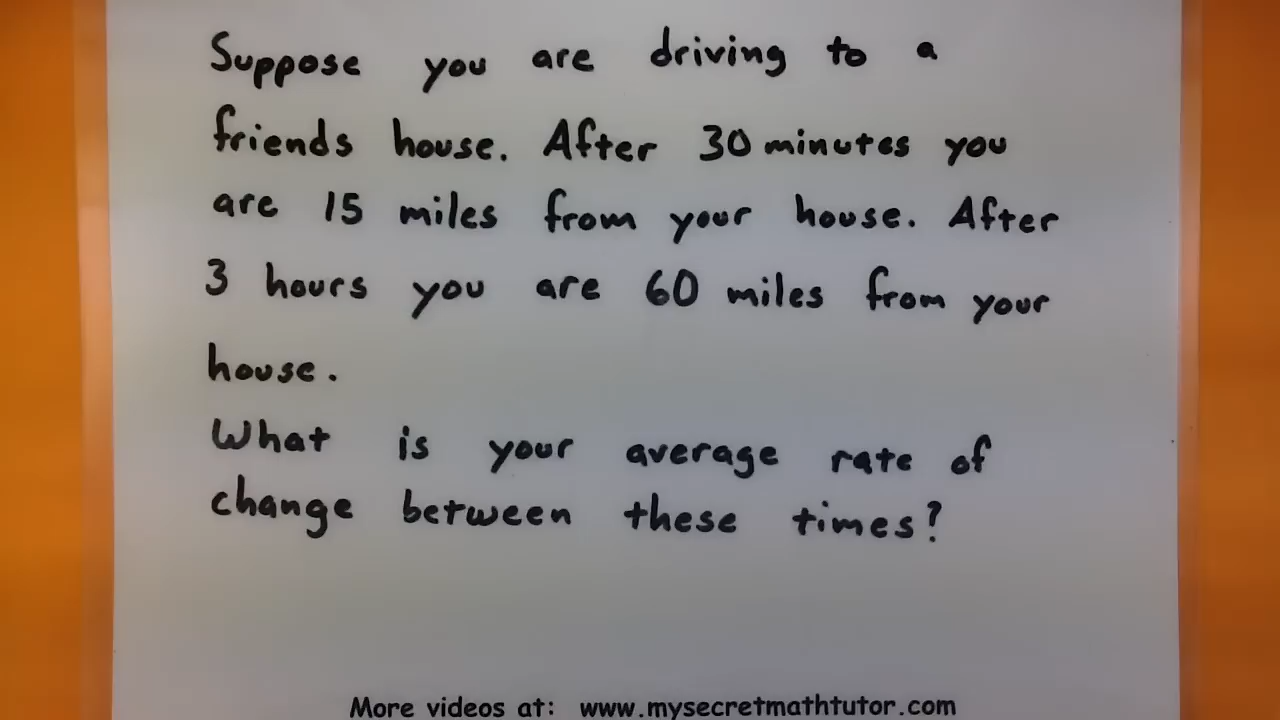 Suppose you are driving to a
friends house. After 30 minutes you
are 15 miles from your house. After
3 hours you are 60 miles from your
house.
What is your average rate of
change between these times?
More videos at: www.mysecretmathtutor.com